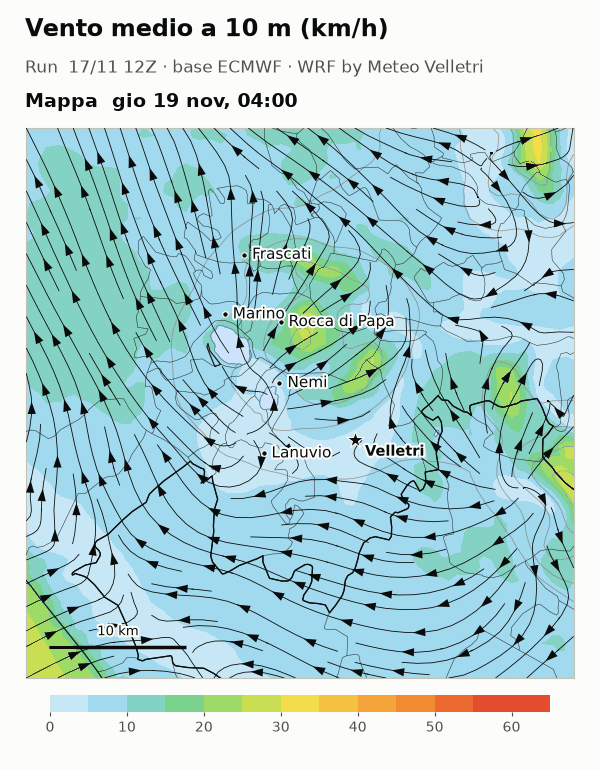 Vento medio a 10 m (km/h)
Run  17/11 12Z · base ECMWF · WRF by Meteo Velletri
Mappa  gio 19 nov, 04:00
Frascati
Marino
Rocca di Papa
Nemi
Velletri
Lanuvio
10 km
0 10 20 30 40 50 60